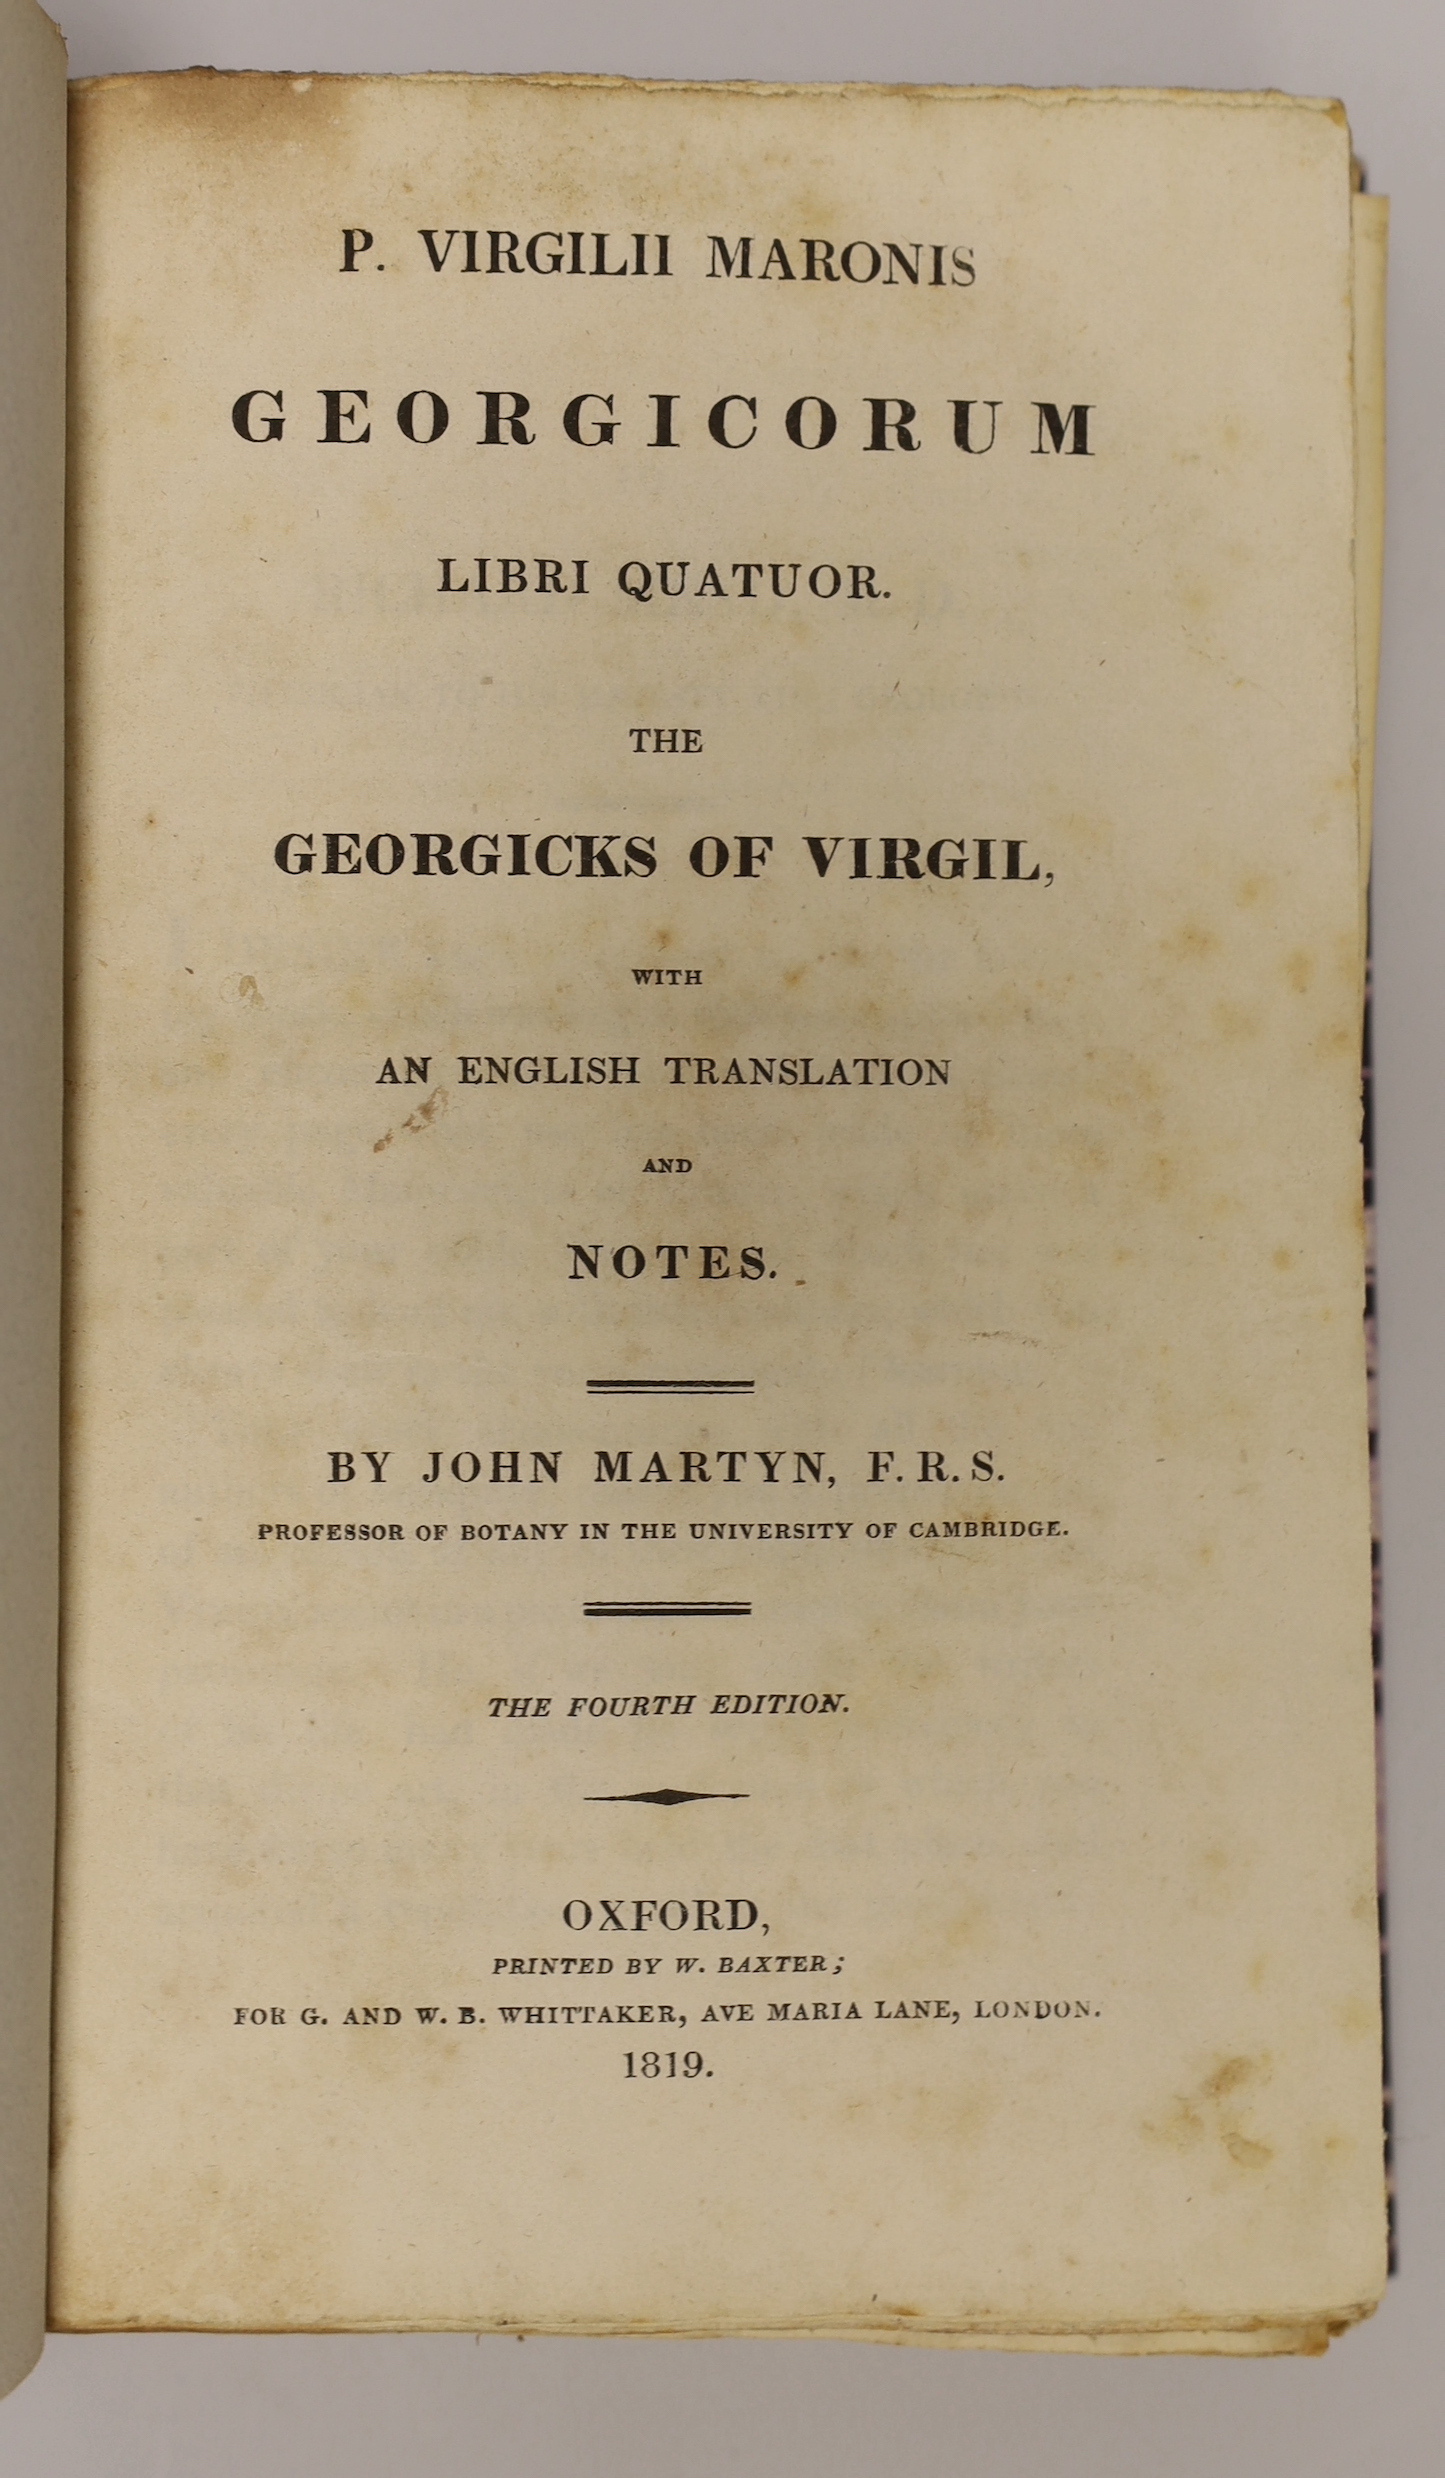 P. VIRGILII MARONIS
GEORGICORUM
LIBRI QUATUOR.
THE
GEORGICKS OF VIRGIL,
WITH
AN ENGLISH TRANSLATION
AND
NOTES.
BY JOHN MARTYN, F. R. S.
PROFESSOR OF BOTANY IN THE UNIVERSITY OF CAMBRIDGE.
THE FOURTH EDITION.
OXFORD,
PRINTED BY W. BAXTER;
FOR G. AND W. B. WHITTAKER, AVE MARIA LANE, LONDON.
1819.